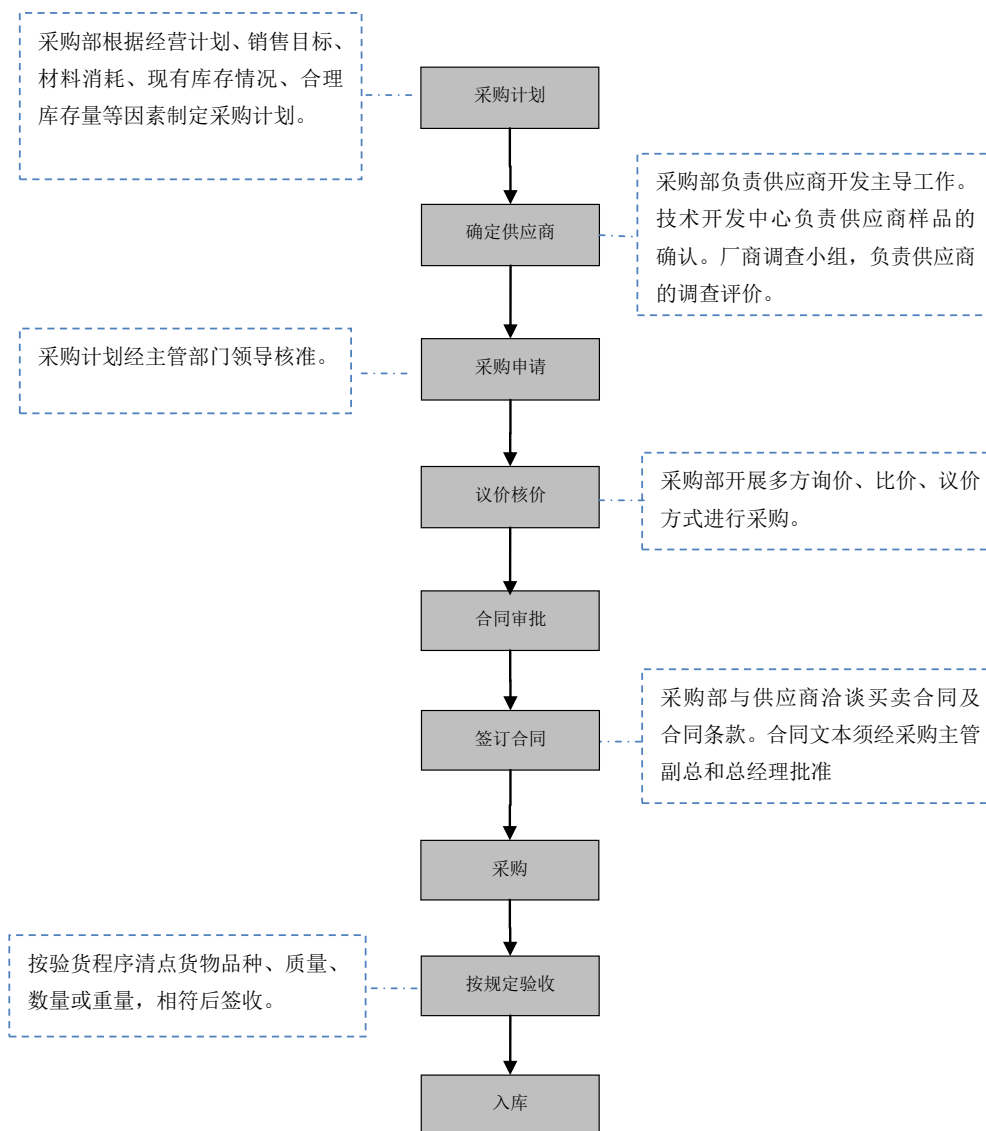 采购部根据经营计划、销售目标、
材料消耗、现有库存情况、合理
库存量等因素制定采购计划。
采购计划
采购部负责供应商开发主导工作。
技术开发中心负责供应商样品的
确认。厂商调查小组，负责供应商
的调查评价。
确定供应商
采购计划经主管部门领导核准。
采购申请
议价核价
采购部开展多方询价、比价、议价
方式进行采购。
合同审批
采购部与供应商洽谈买卖合同及
合同条款。合同文本须经采购主管
副总和总经理批准
签订合同
采购
按验货程序清点货物品种、质量、
数量或重量，相符后签收。
按规定验收
入库